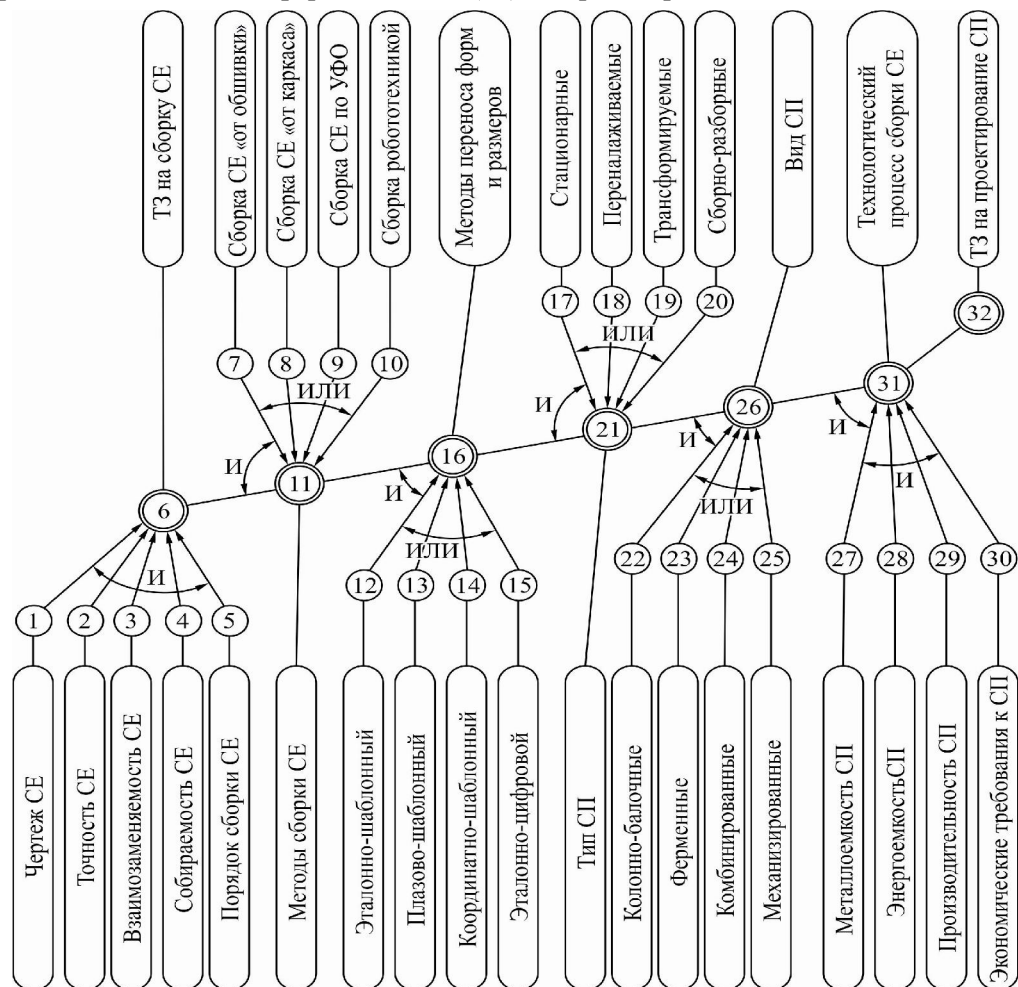 ТЗ на сборку СЕ
Сборка СЕ «от обшивки»
Сборка СЕ «от каркаса»
Сборка СЕ по УФО
Сборка робототехникой
Методы переноса форм
и размеров
Стационарные
Переналаживаемые
Трансформируемые
Сборно-разборные
Вид СП
Технологический
процесс сборки СЕ
ТЗ на проектирование СП
17
18
19
20
32
ИЛИ
7
8
9
10
31
ИЛИ
И
26
И
21
И
И
16
И
11
И
ИЛИ
И
6
ИЛИ
22
23
24
25
27
28
29
30
12
13
14
15
И
1
2
3
4
5
Чертеж СЕ
Точность СЕ
Взаимозаменяемость СЕ
Собираемость СЕ
Порядок сборки СЕ
Методы сборки СЕ
Эталонно-шаблонный
Плазово-шаблонный
Координатно-шаблонный
Эталонно-цифровой
Тип СП
Колонно-балочные
Ферменные
Комбинированные
Механизированные
Металлоемкость СП
ЭнергоемкостьСП
Производительность СП
Экономические требования к СП